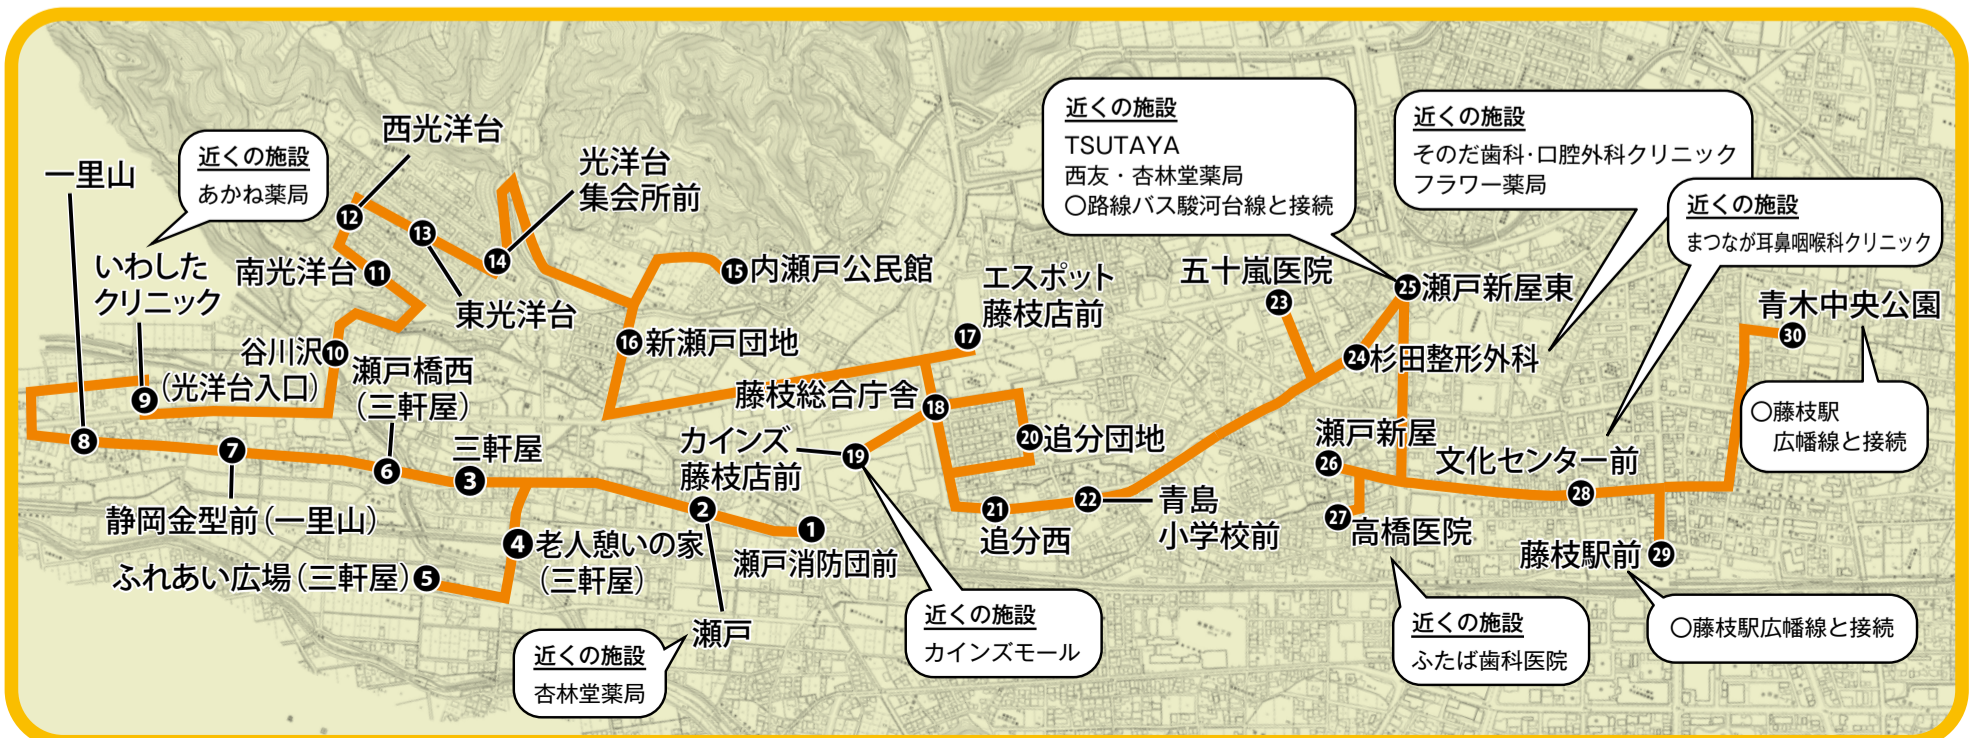 一里山
近くの施設
あかね薬局
いわした
クリニック
西光洋台
12
南光洋台
11
13
東光洋台
14
光洋台
集会所前
15
内瀬戸公民館
谷川沢
(光洋台入口)
10
9
8
7
静岡金型前(一里山)
瀬戸橋西
(三軒屋)
6
三軒屋
3
4
老人憩いの家
(三軒屋)
ふれあい広場(三軒屋)
5
2
瀬戸
近くの施設
杏林堂薬局
1
瀬戸消防団前
16
新瀬戸団地
エスポット
藤枝店前
17
藤枝総合庁舎
18
カインズ
藤枝店前
19
近くの施設
カインズモール
20
追分団地
21
追分西
22
青島
小学校前
五十嵐医院
23
24
杉田整形外科
近くの施設
TSUTAYA
西友・杏林堂薬局
○路線バス駿河台線と接続
25
瀬戸新屋東
近くの施設
そのだ歯科・口腔外科クリニック
フラワー薬局
近くの施設
まつなが耳鼻咽喉科クリニック
瀬戸新屋
26
27
高橋医院
近くの施設
ふたば歯科医院
文化センター前
28
藤枝駅前
29
○藤枝駅広幡線と接続
青木中央公園
30
○藤枝駅
広幡線と接続